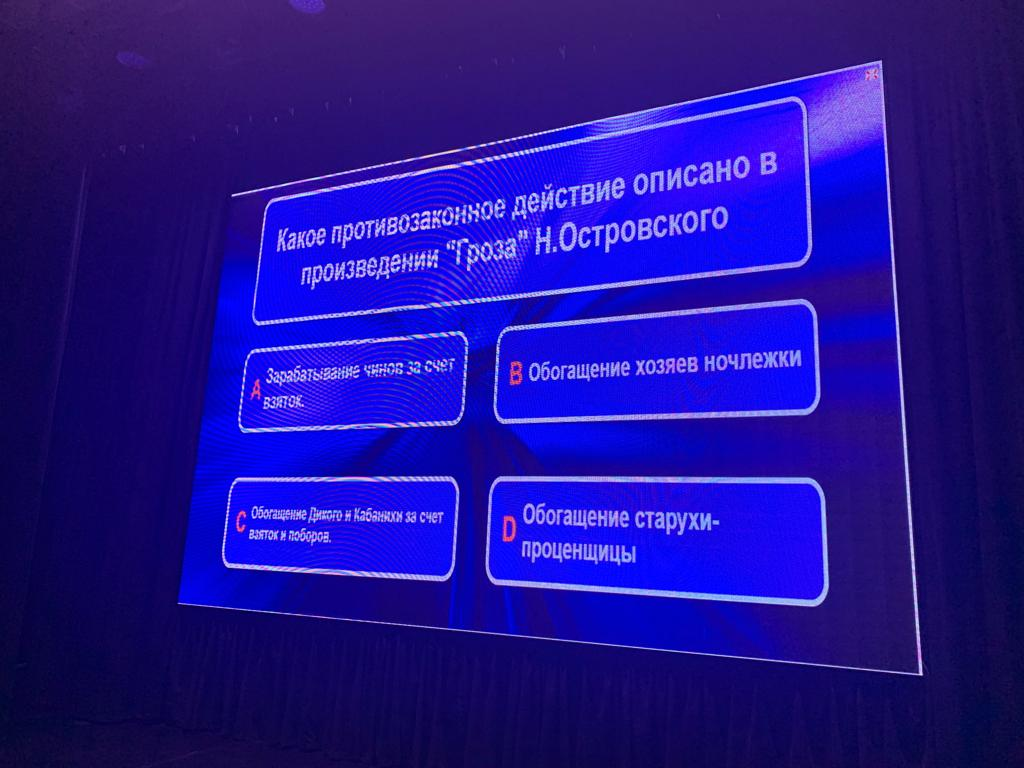 Какое противозаконное действие описано в
произведении "Гроза" Н.Островского
A Зарабатывание чинов за счет
взяток.
B Обогащение хозяев ночлежки
C Обогащение Дикого и Кабанихи за счет
взяток и поборов.
D Обогащение старухи-
проценщицы